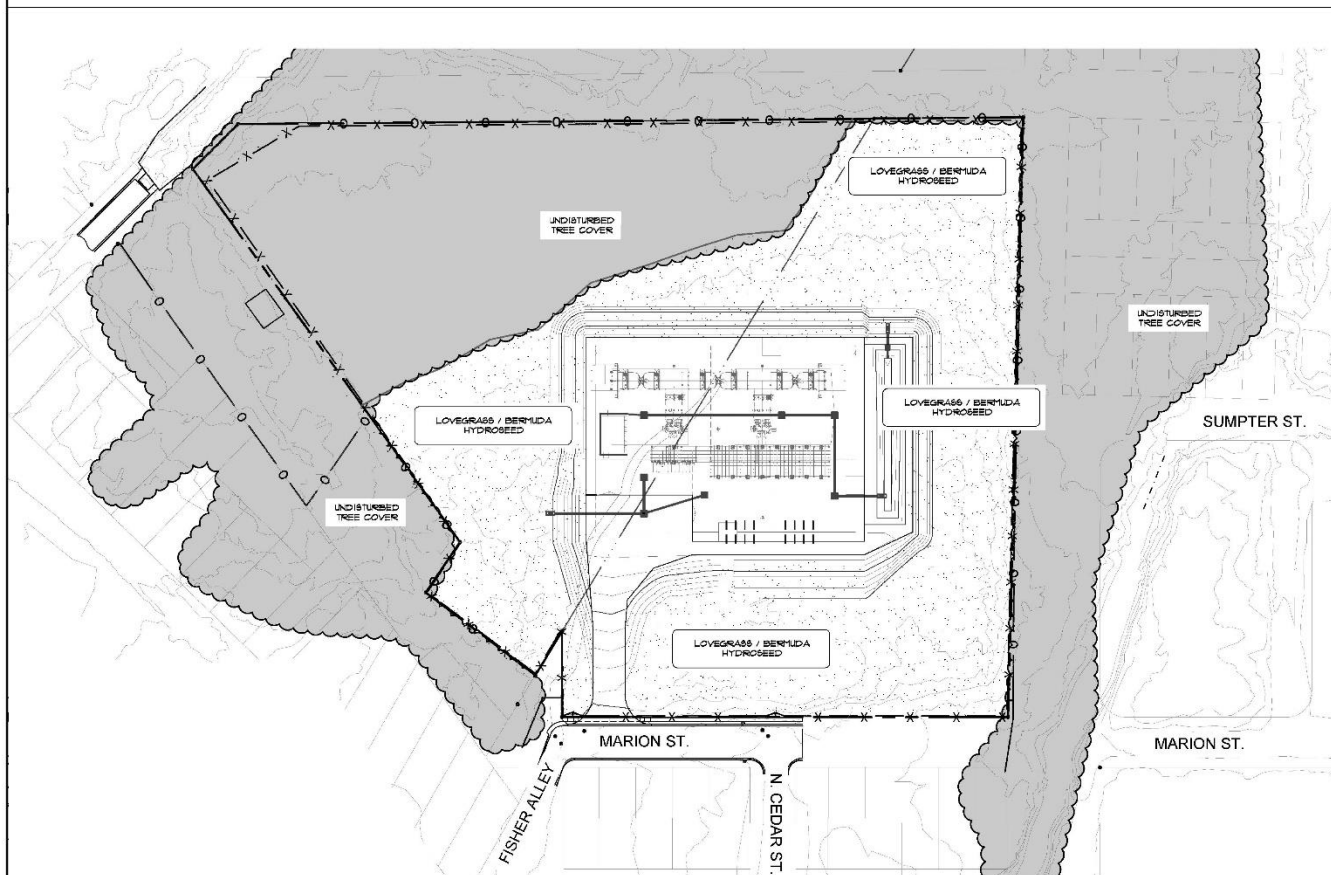 LOVEGRASS / BERMUDA
HYDROSEED
UNDISTURBED
TREE COVER
UNDISTURBED
TREE COVER
LOVEGRASS / BERMUDA
HYDROSEED
LOVEGRASS / BERMUDA
HYDROSEED
SUMPTER ST.
UNDISTURBED
TREE COVER
LOVEGRASS / BERMUDA
HYDROSEED
MARION ST.
MARION ST.
FISHER ALLEY
N. CEDAR ST.